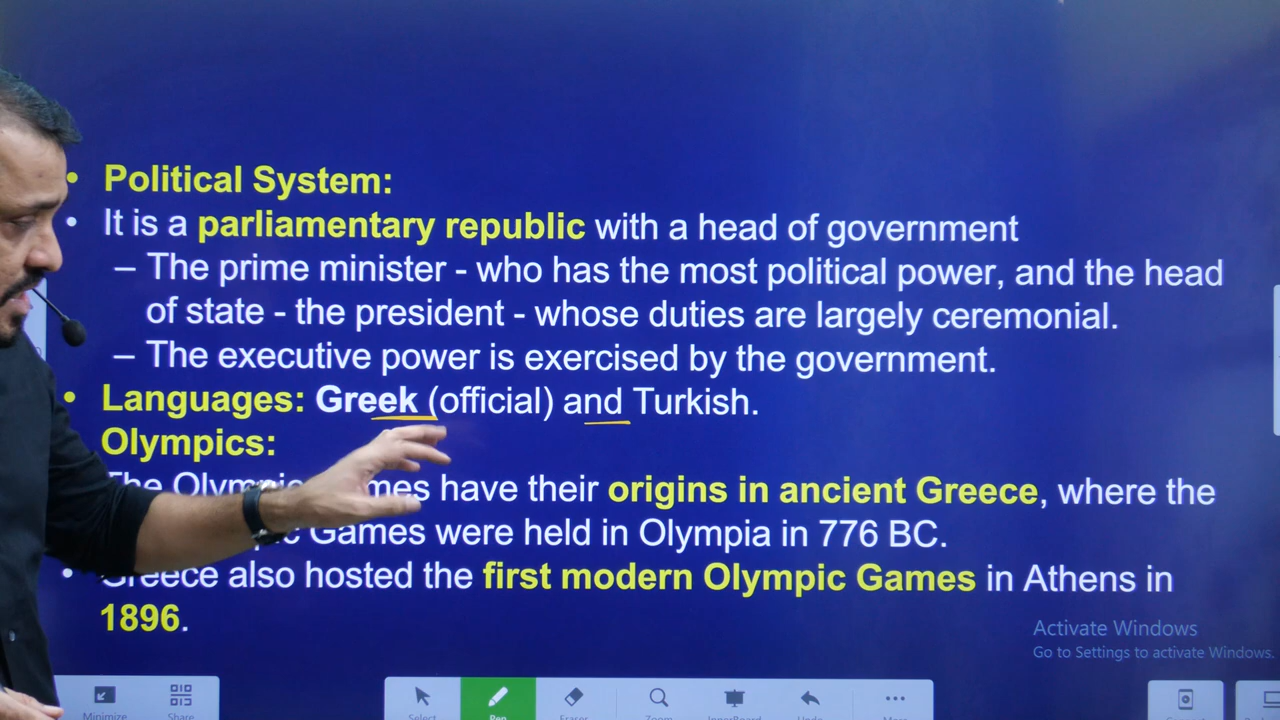 • Political System:
• It is a parliamentary republic with a head of government
– The prime minister - who has the most political power, and the head
of state - the president - whose duties are largely ceremonial.
– The executive power is exercised by the government.
• Languages: Greek (official) and Turkish.
Olympics:
The Olympic have their origins in ancient Greece, where the
Games were held in Olympia in 776 BC.
• Greece also hosted the first modern Olympic Games in Athens in
1896.
Activate Windows
Go to Settings to activate Windows.
Minimize Share Select Pen Eraser Zoom Undo More